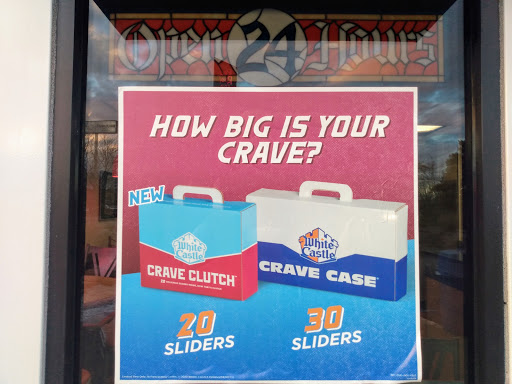 Open 24 Hours
HOW BIG IS YOUR
CRAVE?
NEW
White
Castle
CRAVE CLUTCH
White
Castle
CRAVE CASE
20
SLIDERS
30
SLIDERS